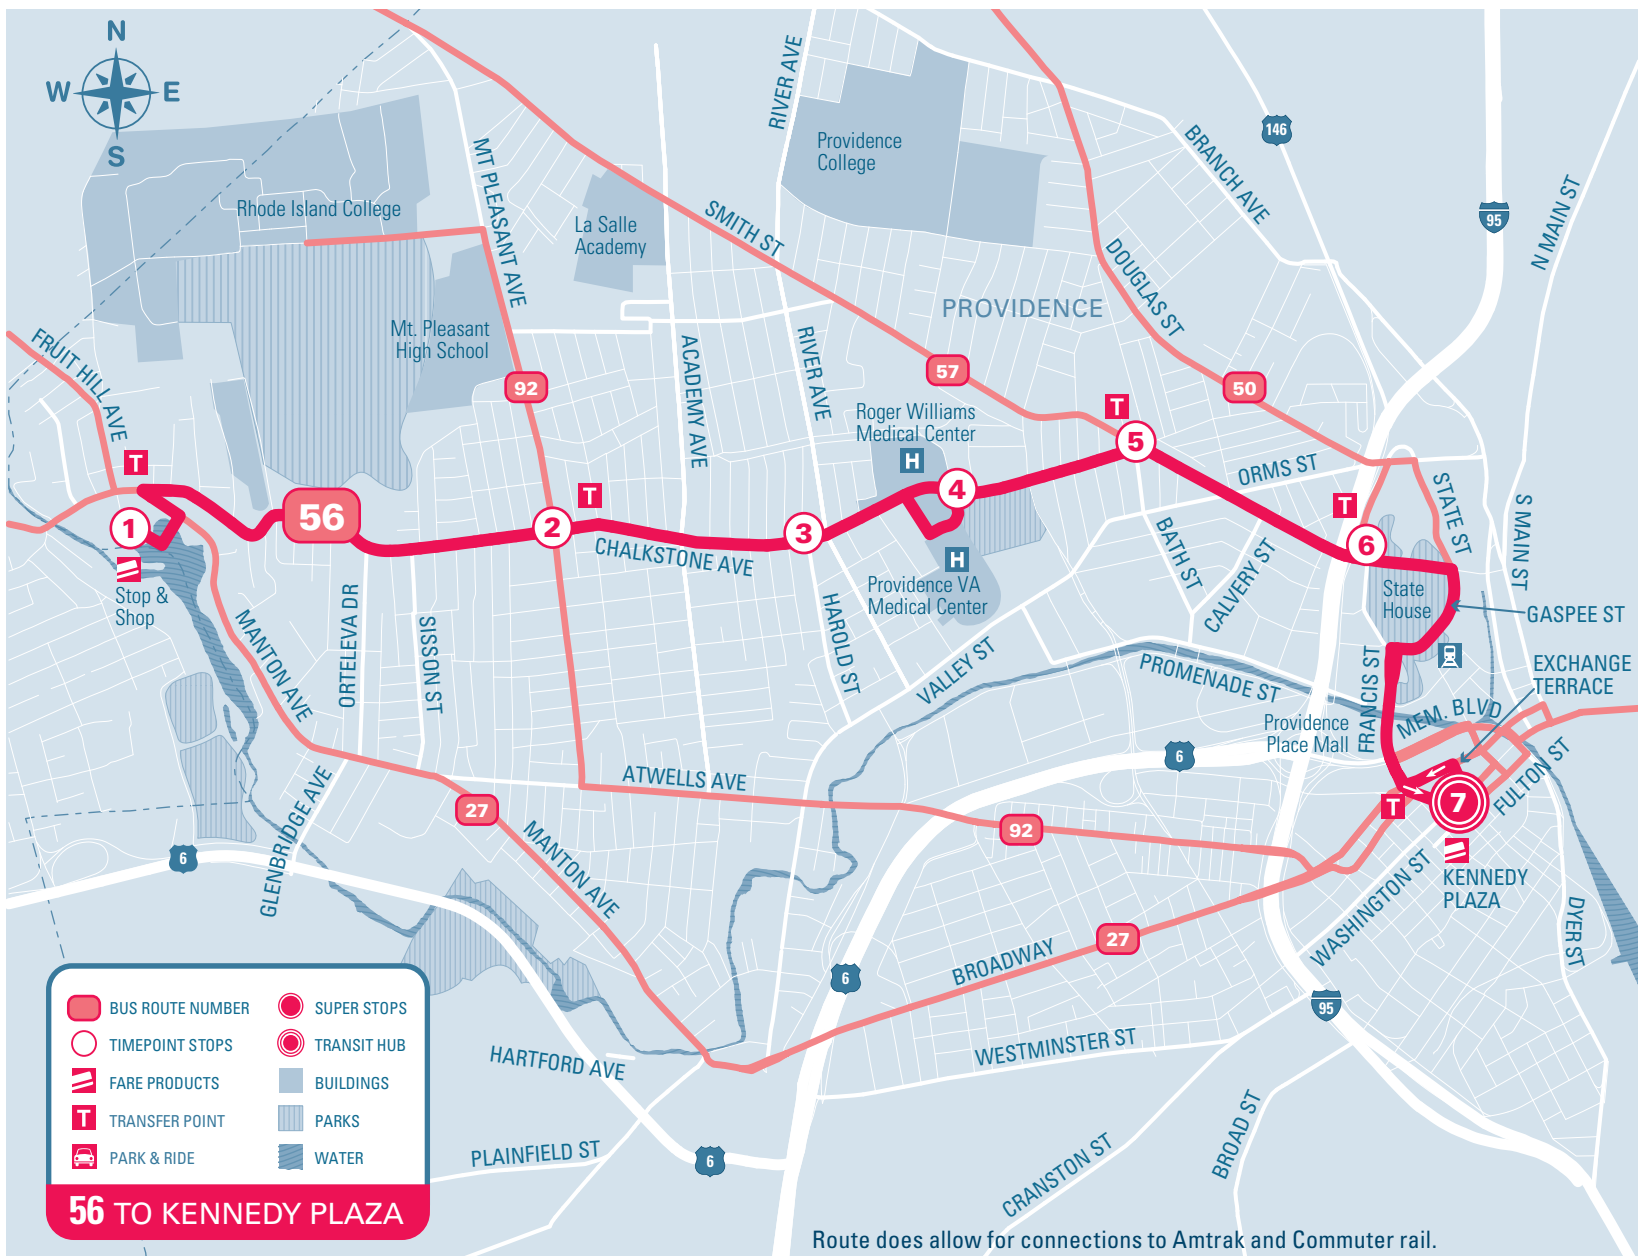 N
W
E
S
RIVER AVE
Providence
College
146
BRANCH AVE
95
N MAIN ST
MT PLEASANT AVE
Rhode Island College
La Salle
Academy
SMITH ST
DOUGLAS ST
PROVIDENCE
FRUIT HILL AVE
Mt. Pleasant
High School
92
ACADEMY AVE
RIVER AVE
57
50
Roger Williams
Medical Center
T
5
T
H
4
ORMS ST
STATE ST
S MAIN ST
T
T
1
56
2
3
6
CHALKSTONE AVE
BATH ST
CALVERY ST
H
Providence VA
Medical Center
State
House
GASPEE ST
Stop &
Shop
MANTON AVE
ORTELEVA DR
SISSON ST
HAROLD ST
VALLEY ST
PROMENADE ST
FRANCIS ST
EXCHANGE
TERRACE
MEM. BLVD
Providence
Place Mall
6
ATWELLS AVE
FULTON ST
T
7
27
92
GLENBRIDGE AVE
6
MANTON AVE
WASHINGTON ST
KENNEDY
PLAZA
DYER ST
27
BROADWAY
6
95
HARTFORD AVE
WESTMINSTER ST
PLAINFIELD ST
6
CRANSTON ST
BROAD ST
BUS ROUTE NUMBER
SUPER STOPS
TIMEPOINT STOPS
TRANSIT HUB
FARE PRODUCTS
BUILDINGS
T
TRANSFER POINT
PARKS
PARK & RIDE
WATER
56 TO KENNEDY PLAZA
Route does allow for connections to Amtrak and Commuter rail.